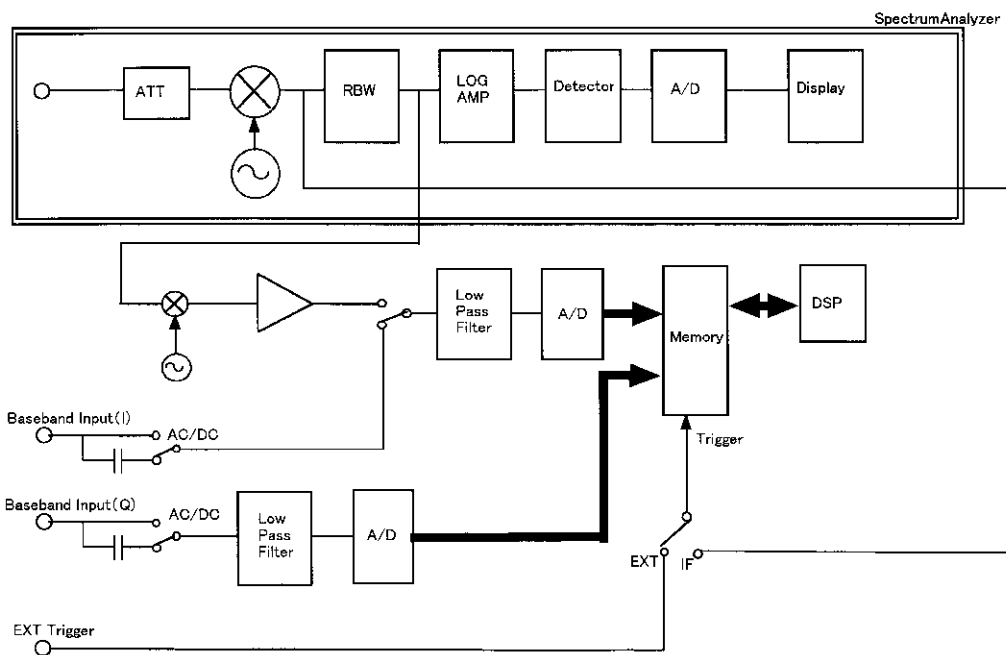 SpectrumAnalyzer
ATT
RBW
LOG
AMP
Detector
A/D
Display
Low
Pass
Filter
A/D
Memory
DSP
Baseband Input(I)
AC/DC
Trigger
Baseband Input(Q)
AC/DC
Low
Pass
Filter
A/D
EXT
IF
EXT Trigger